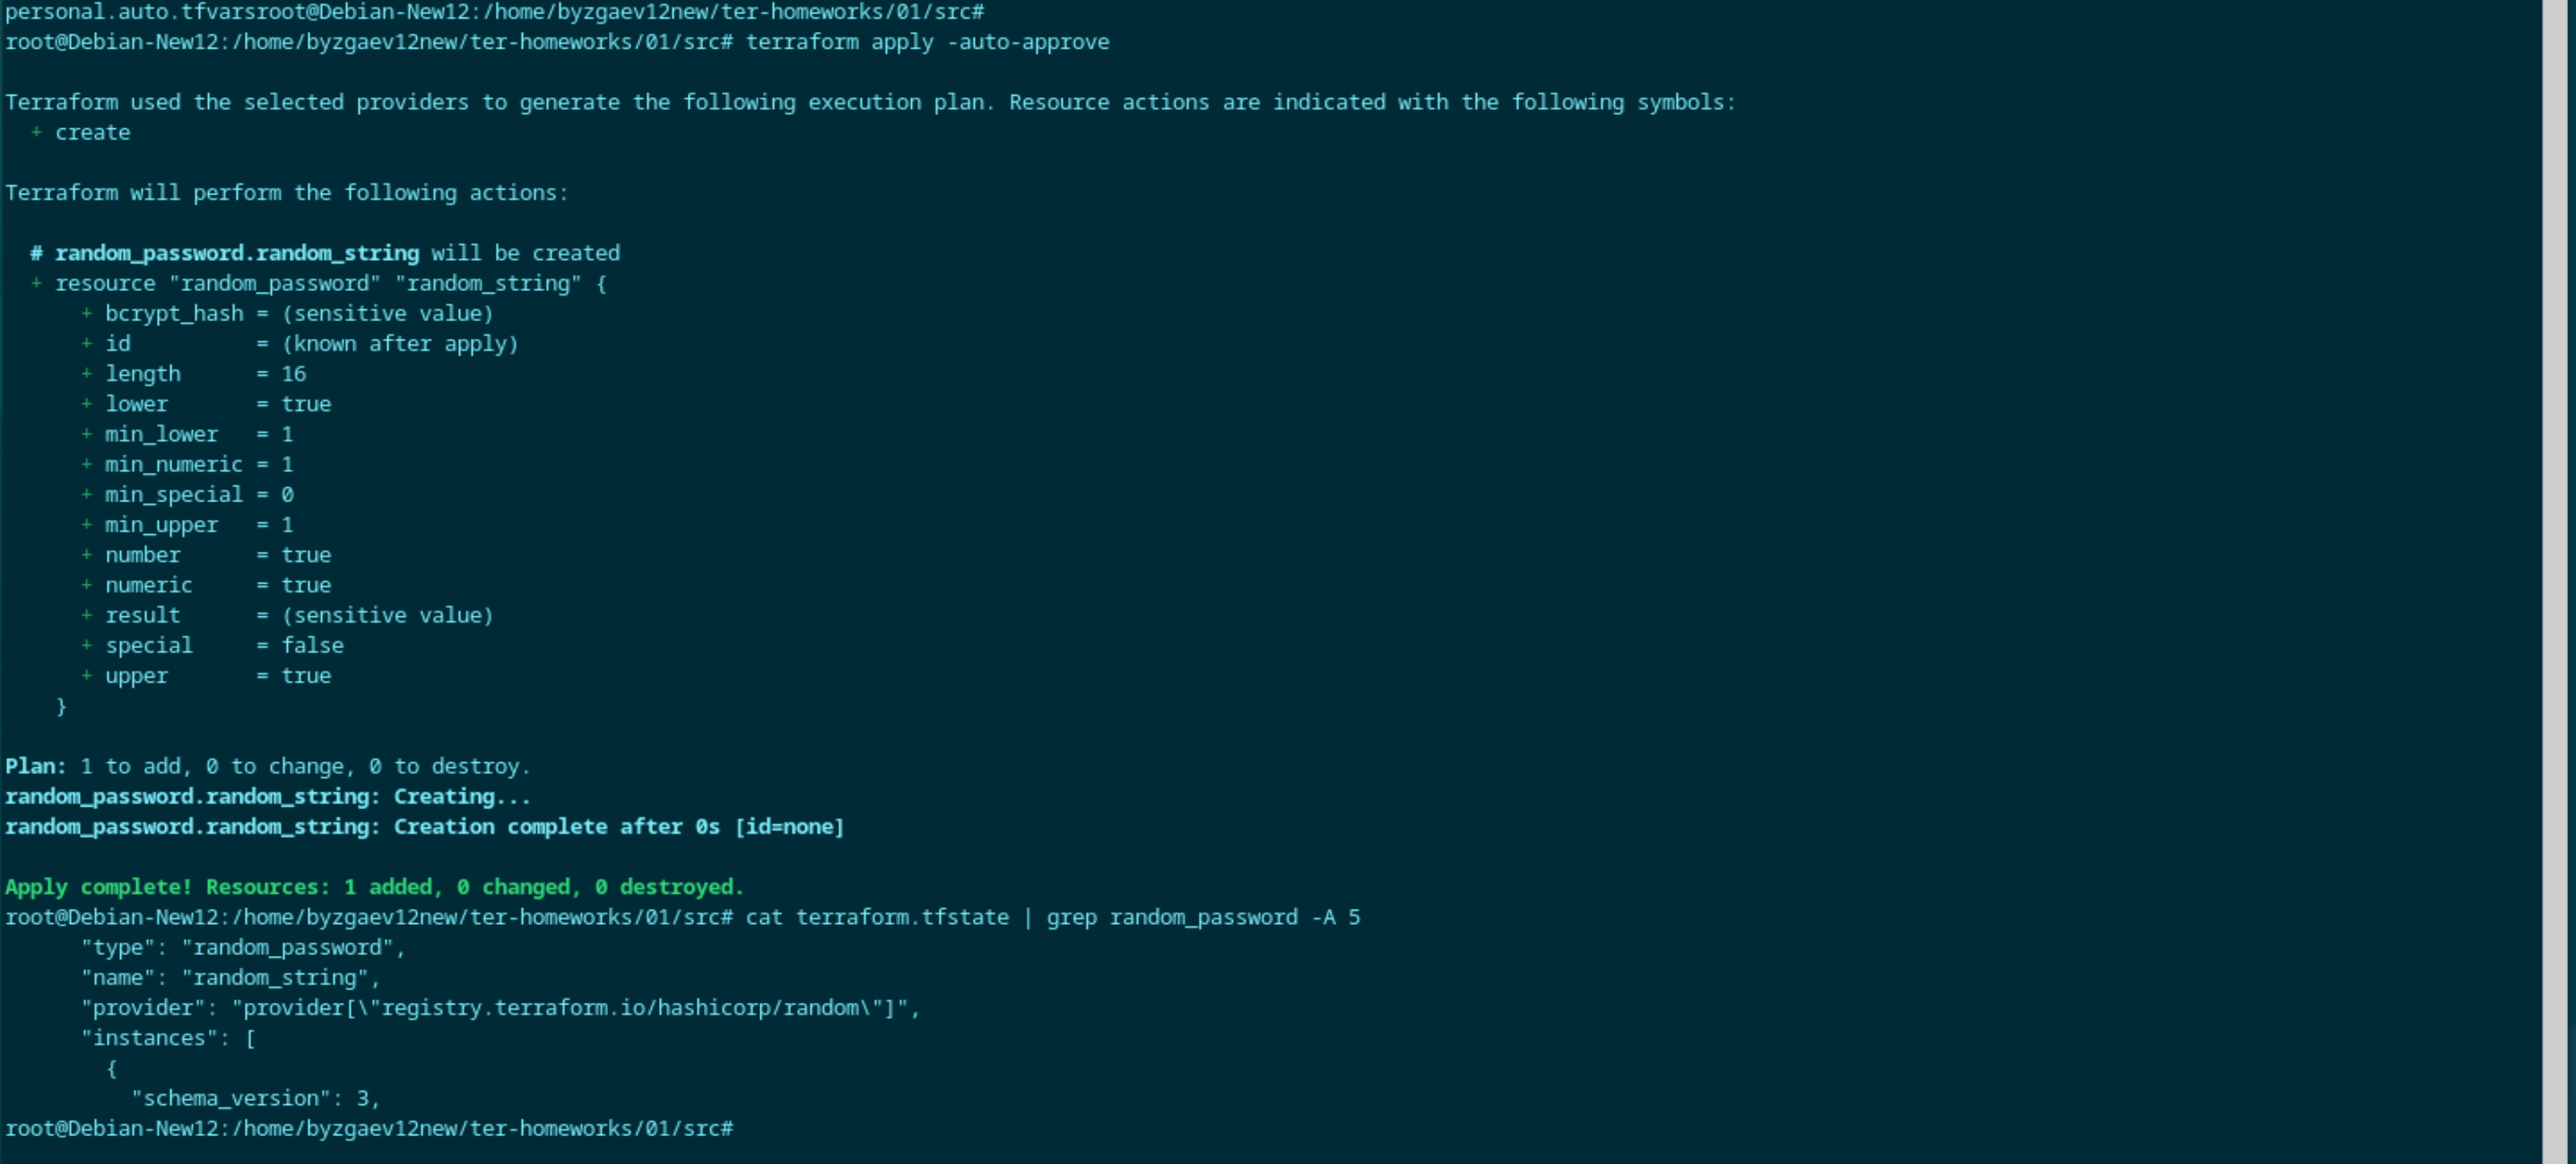 personal.auto.tfvarsroot@Debian-New12:/home/byzgaev12new/ter-homeworks/01/src#
root@Debian-New12:/home/byzgaev12new/ter-homeworks/01/src# terraform apply -auto-approve
Terraform used the selected providers to generate the following execution plan. Resource actions are indicated with the following symbols:
+ create
Terraform will perform the following actions:
# random_password.random_string will be created
+ resource "random_password" "random_string" {
+ bcrypt_hash = (sensitive value)
+ id          = (known after apply)
+ length      = 16
+ lower       = true
+ min_lower   = 1
+ min_numeric = 1
+ min_special = 0
+ min_upper   = 1
+ number      = true
+ numeric     = true
+ result      = (sensitive value)
+ special     = false
+ upper       = true
}
Plan: 1 to add, 0 to change, 0 to destroy.
random_password.random_string: Creating...
random_password.random_string: Creation complete after 0s [id=none]
Apply complete! Resources: 1 added, 0 changed, 0 destroyed.
root@Debian-New12:/home/byzgaev12new/ter-homeworks/01/src# cat terraform.tfstate | grep random_password -A 5
"type": "random_password",
"name": "random_string",
"provider": "provider[\"registry.terraform.io/hashicorp/random\"]",
"instances": [
{
"schema_version": 3,
root@Debian-New12:/home/byzgaev12new/ter-homeworks/01/src#